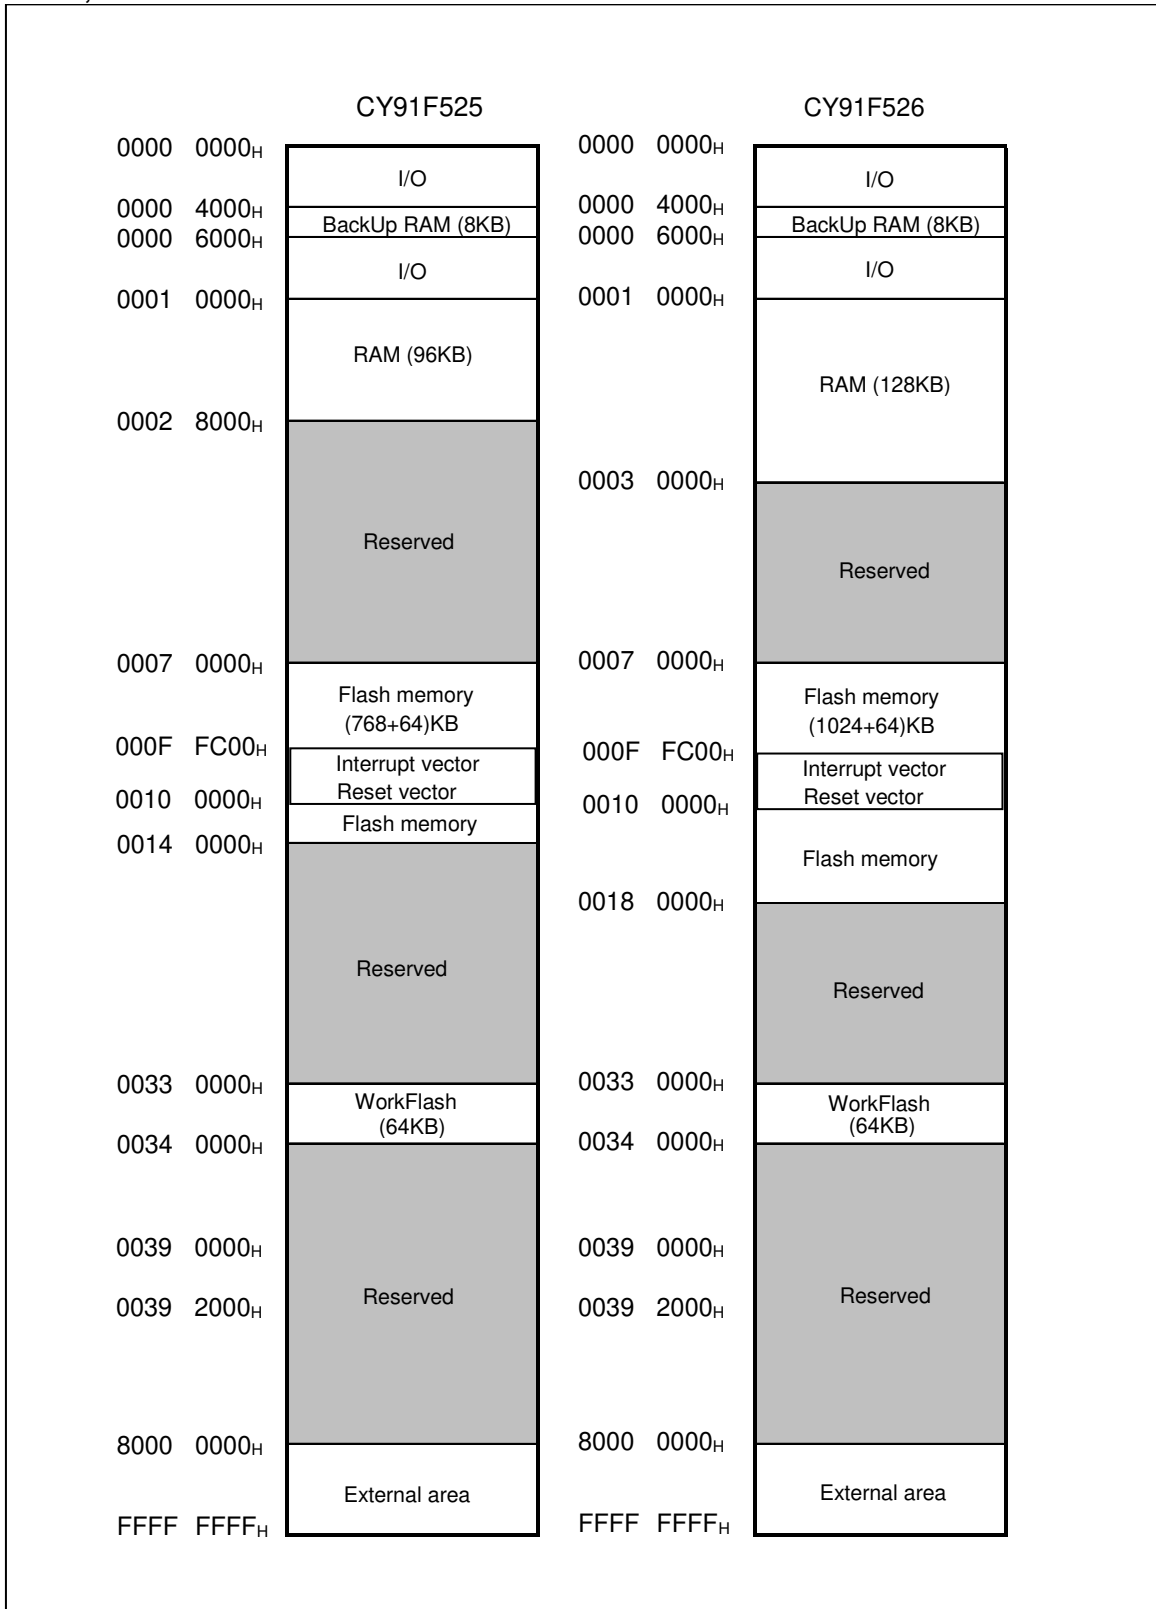 CY91F525
0000 0000H
I/O
0000 4000H
BackUp RAM (8KB)
0000 6000H
I/O
0001 0000H
RAM (96KB)
0002 8000H
Reserved
0007 0000H
Flash memory
(768+64)KB
000F FC00H
Interrupt vector
Reset vector
0010 0000H
Flash memory
0014 0000H
Reserved
0033 0000H
WorkFlash
(64KB)
0034 0000H
0039 0000H
Reserved
0039 2000H
8000 0000H
External area
FFFF FFFFH
CY91F526
0000 0000H
I/O
0000 4000H
BackUp RAM (8KB)
0000 6000H
I/O
0001 0000H
RAM (128KB)
0003 0000H
Reserved
0007 0000H
Flash memory
(1024+64)KB
000F FC00H
Interrupt vector
Reset vector
0010 0000H
Flash memory
0018 0000H
Reserved
0033 0000H
WorkFlash
(64KB)
0034 0000H
0039 0000H
Reserved
0039 2000H
8000 0000H
External area
FFFF FFFFH